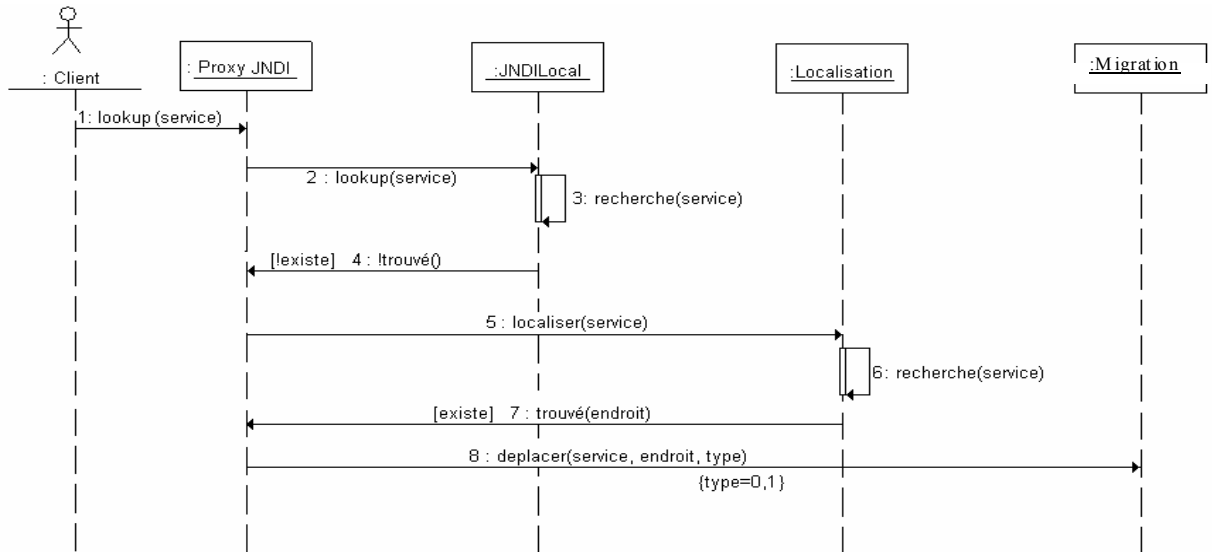 : Client
: Proxy JNDI
:JNDILocal
:Localisation
:Migration
1: lookup (service)
2 : lookup(service)
3: recherche(service)
[!existe] 4 : !trouvé()
5 : localiser(service)
6: recherche(service)
[existe] 7 : trouvé(endroit)
8 : deplacer(service, endroit, type)
{type=0,1}